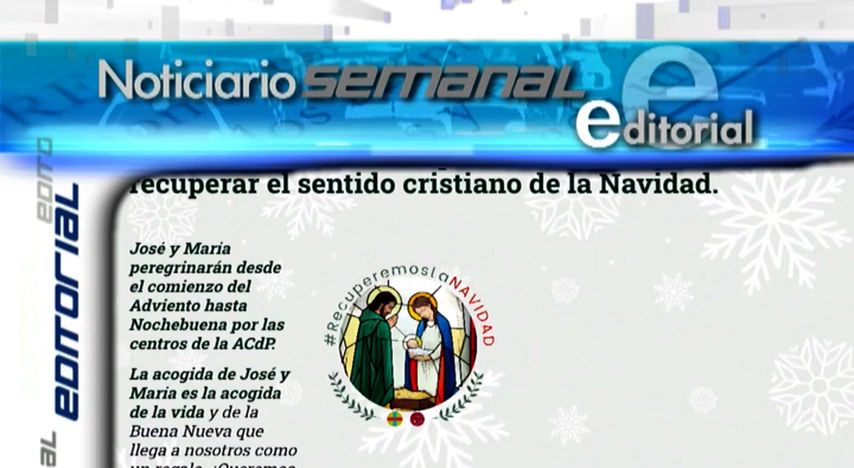 Noticiario semanal
e
editorial
recuperar el sentido cristiano de la Navidad.
EDITO
EDITORIAL
José y María
peregrinarán desde
el comienzo del
Adviento hasta
Nochebuena por las
centros de la ACdP.
#RecuperemoslaNAVIDAD
La acogida de José y
María es la acogida
de la vida y de la
Buena Nueva que
llega a nosotros como